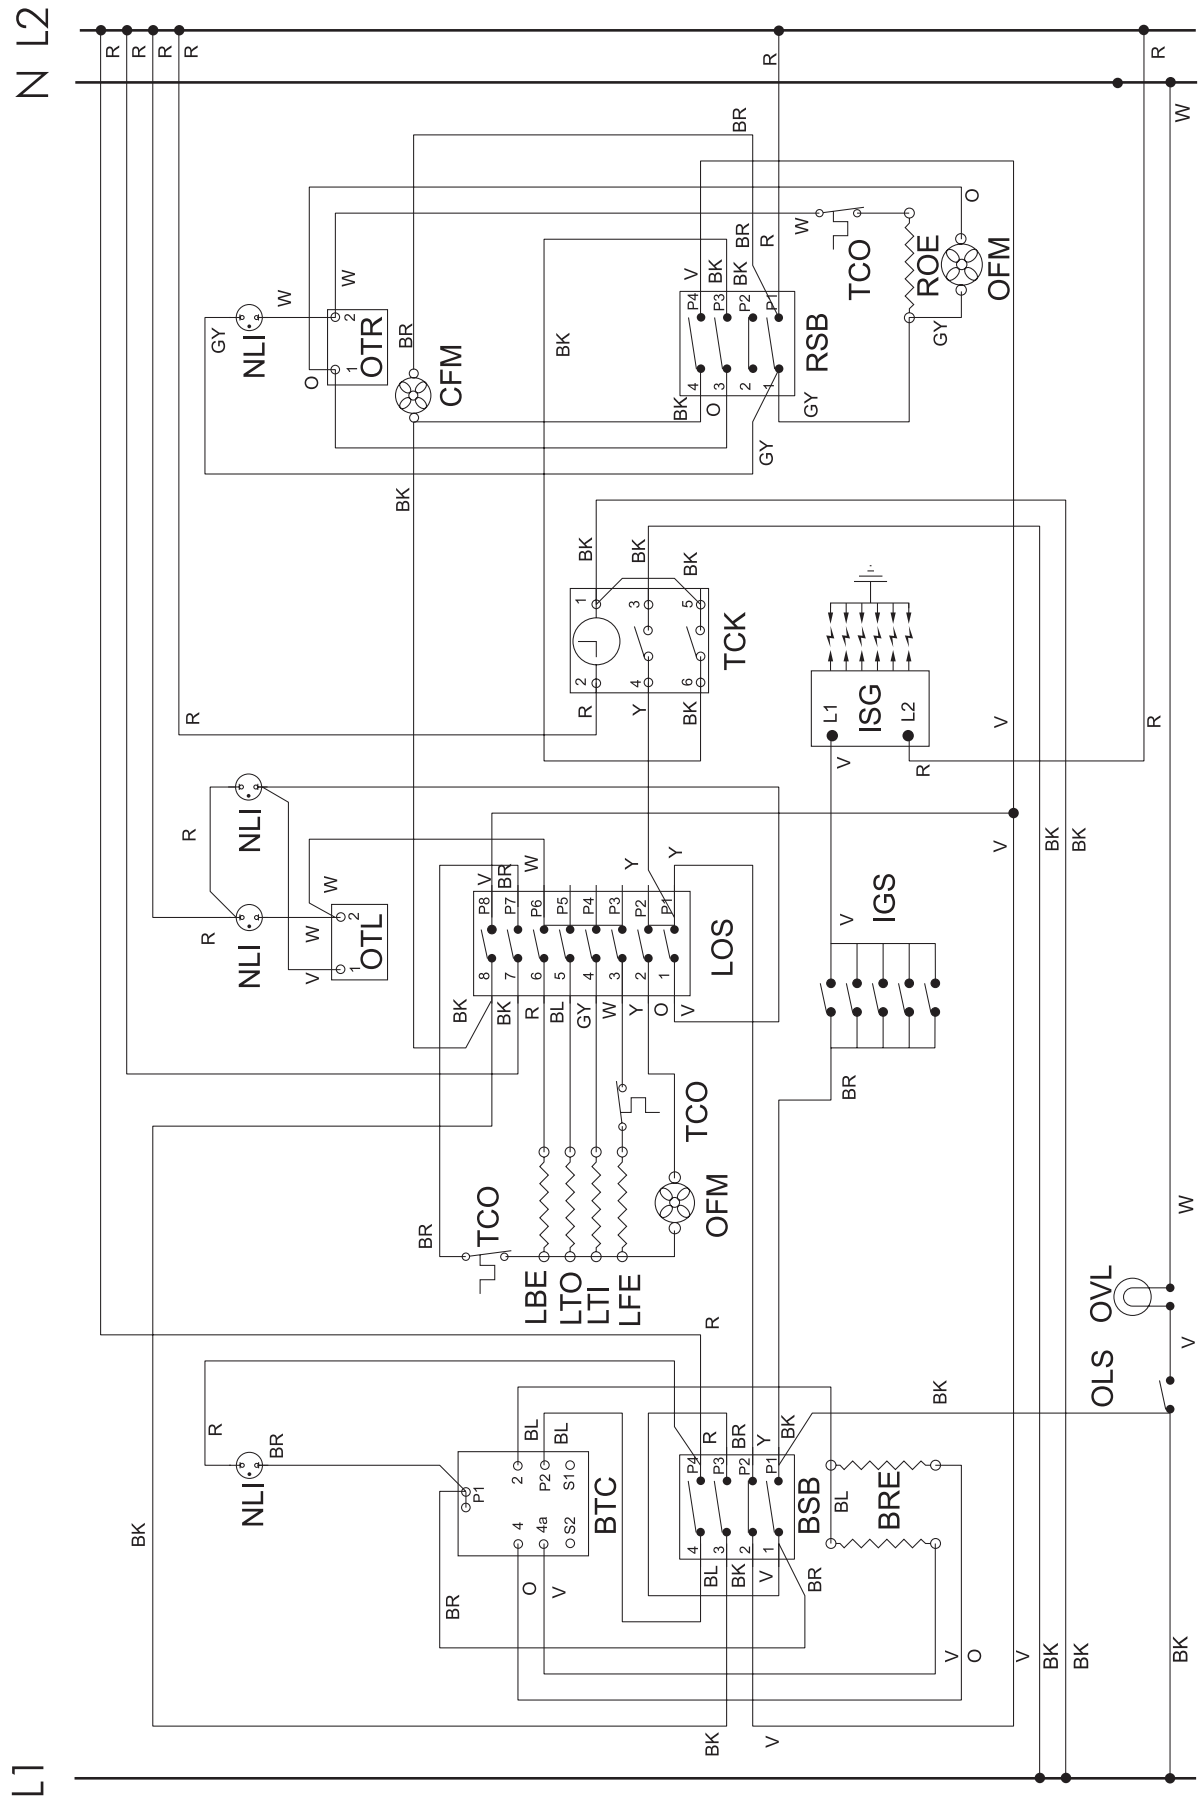 N L2
R R R R
R
R
W
BR
O
W
TCO
ROE
OFM
GY
W
W
GY
NLI
2
1
OTR
O
BR
CFM
BK
V
BK
BK
BR
R
P4
P3
P2
P1
4
3
2
1
RSB
BK
O
GY
GY
BK
BK
BK
BK
1
3
5
2
4
6
TCK
R
Y
BK
L1
L2
ISG
V
R
V
R
R
R
NLI
NLI
R
W
W
V
2
1
OTL
V
BR
W
Y
Y
P8
P7
P6
P5
P4
P3
P2
P1
8
7
6
5
4
3
2
1
LOS
BK
BK
R
BL
GY
W
Y
O
V
V
BK
BK
V
IGS
BR
TCO
OFM
TCO
BR
LBE
LTO
LTI
LFE
R
W
OVL
V
OLS
BK
R
BR
NLI
BK
P1
2
P2
S1
4
4a
S2
BTC
BL
BL
BR
O
V
R
BR
Y
BK
P4
P3
P2
P1
4
3
2
1
BSB
BL
BK
V
BR
BL
BRE
V
O
V
BK
BK
BK
BK
V
L1